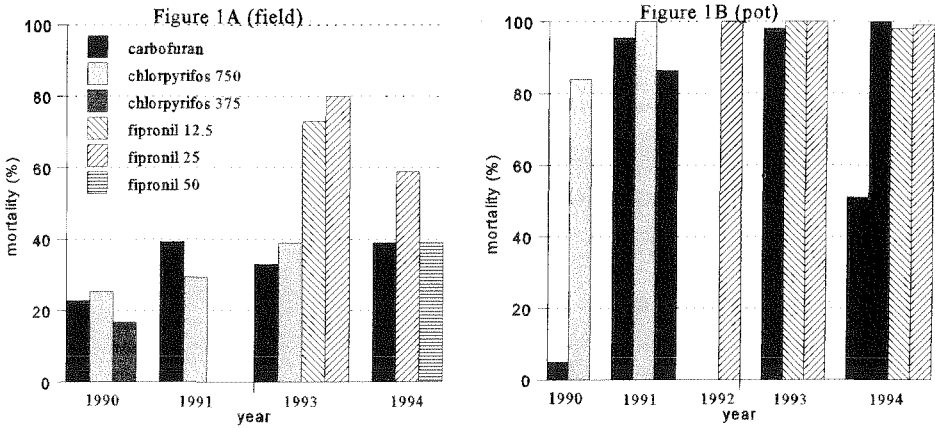 Figure 1A (field)
100
80
60
40
20
0
mortality (%)
carbofuran
chlorpyrifos 750
chlorpyrifos 375
fipronil 12.5
fipronil 25
fipronil 50
1990
1991
1993
1994
year
Figure 1B (pot)
100
80
60
40
20
0
mortality (%)
1990
1991
1992
1993
1994
year